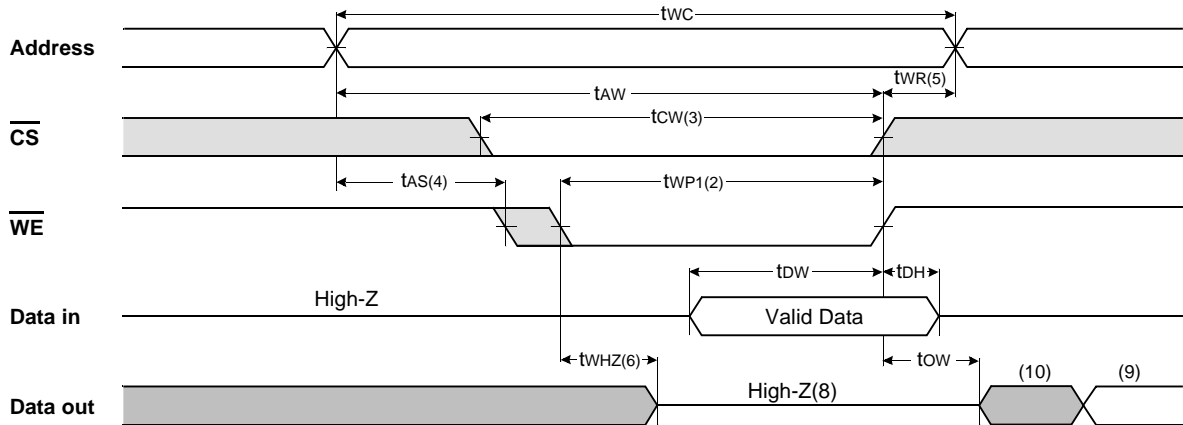 tWC
Address
tWR(5)
tAW
tCW(3)
CS
tAS(4)
tWP1(2)
WE
tDW
tDH
High-Z
Data in
Valid Data
tWHZ(6)
tOW
(10)
(9)
High-Z(8)
Data out